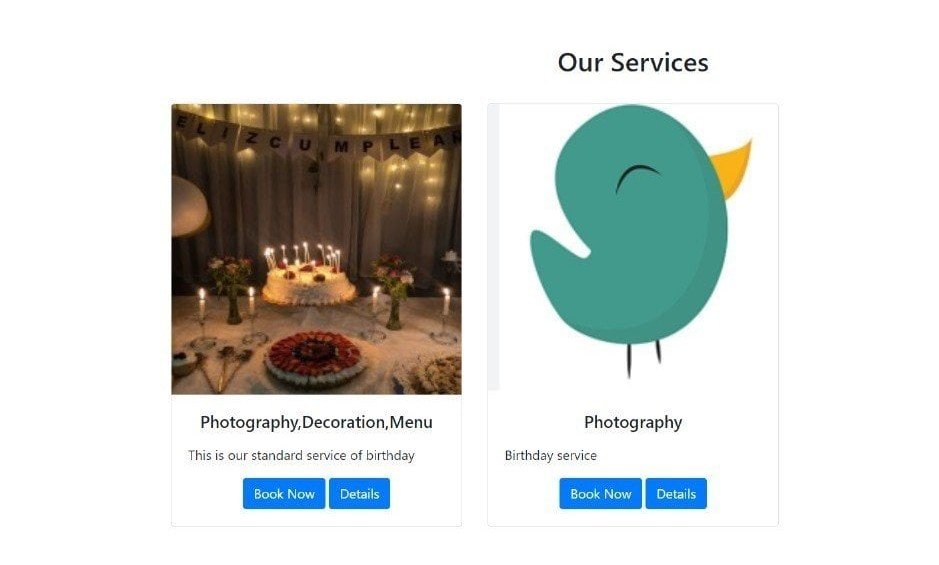 Our Services
ELIZCUMPLEAÑ
Photography,Decoration,Menu
This is our standard service of birthday
Book Now Details
Photography
Birthday service
Book Now Details